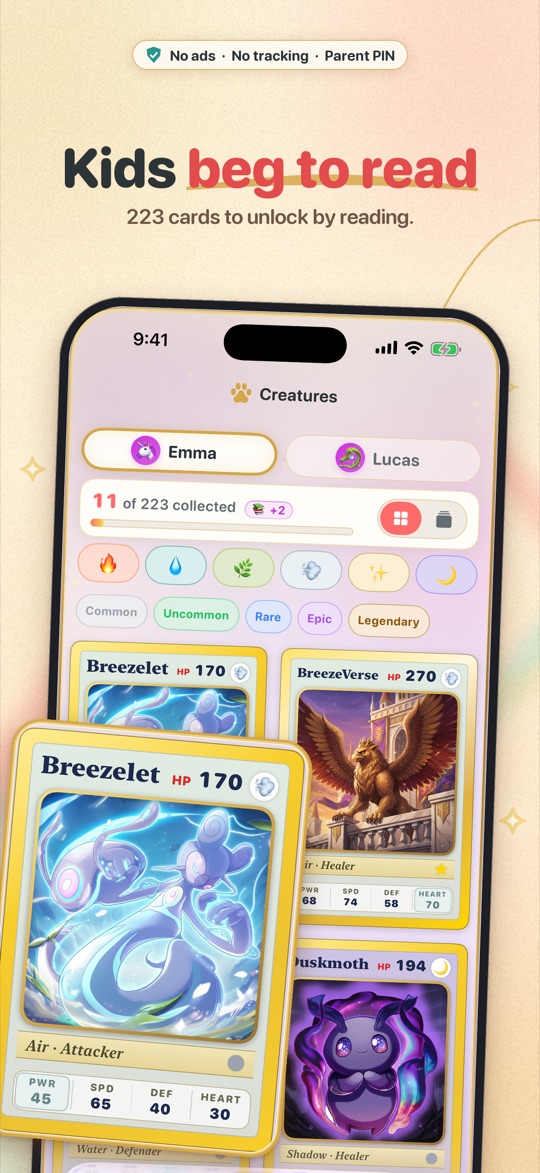 No ads · No tracking · Parent PIN
Kids beg to read
223 cards to unlock by reading.
9:41
Creatures
Emma
Lucas
11 of 223 collected
+2
Common
Uncommon
Rare
Epic
Legendary
Breezelet HP 170
BreezeVerse HP 270
Breezelet HP 170
Air · Attacker
PWR SPD DEF HEART
45 65 40 30
· Healer
SPD DEF HEART
68 74 58 70
HP 194
Water · Defender
Shadow · Healer